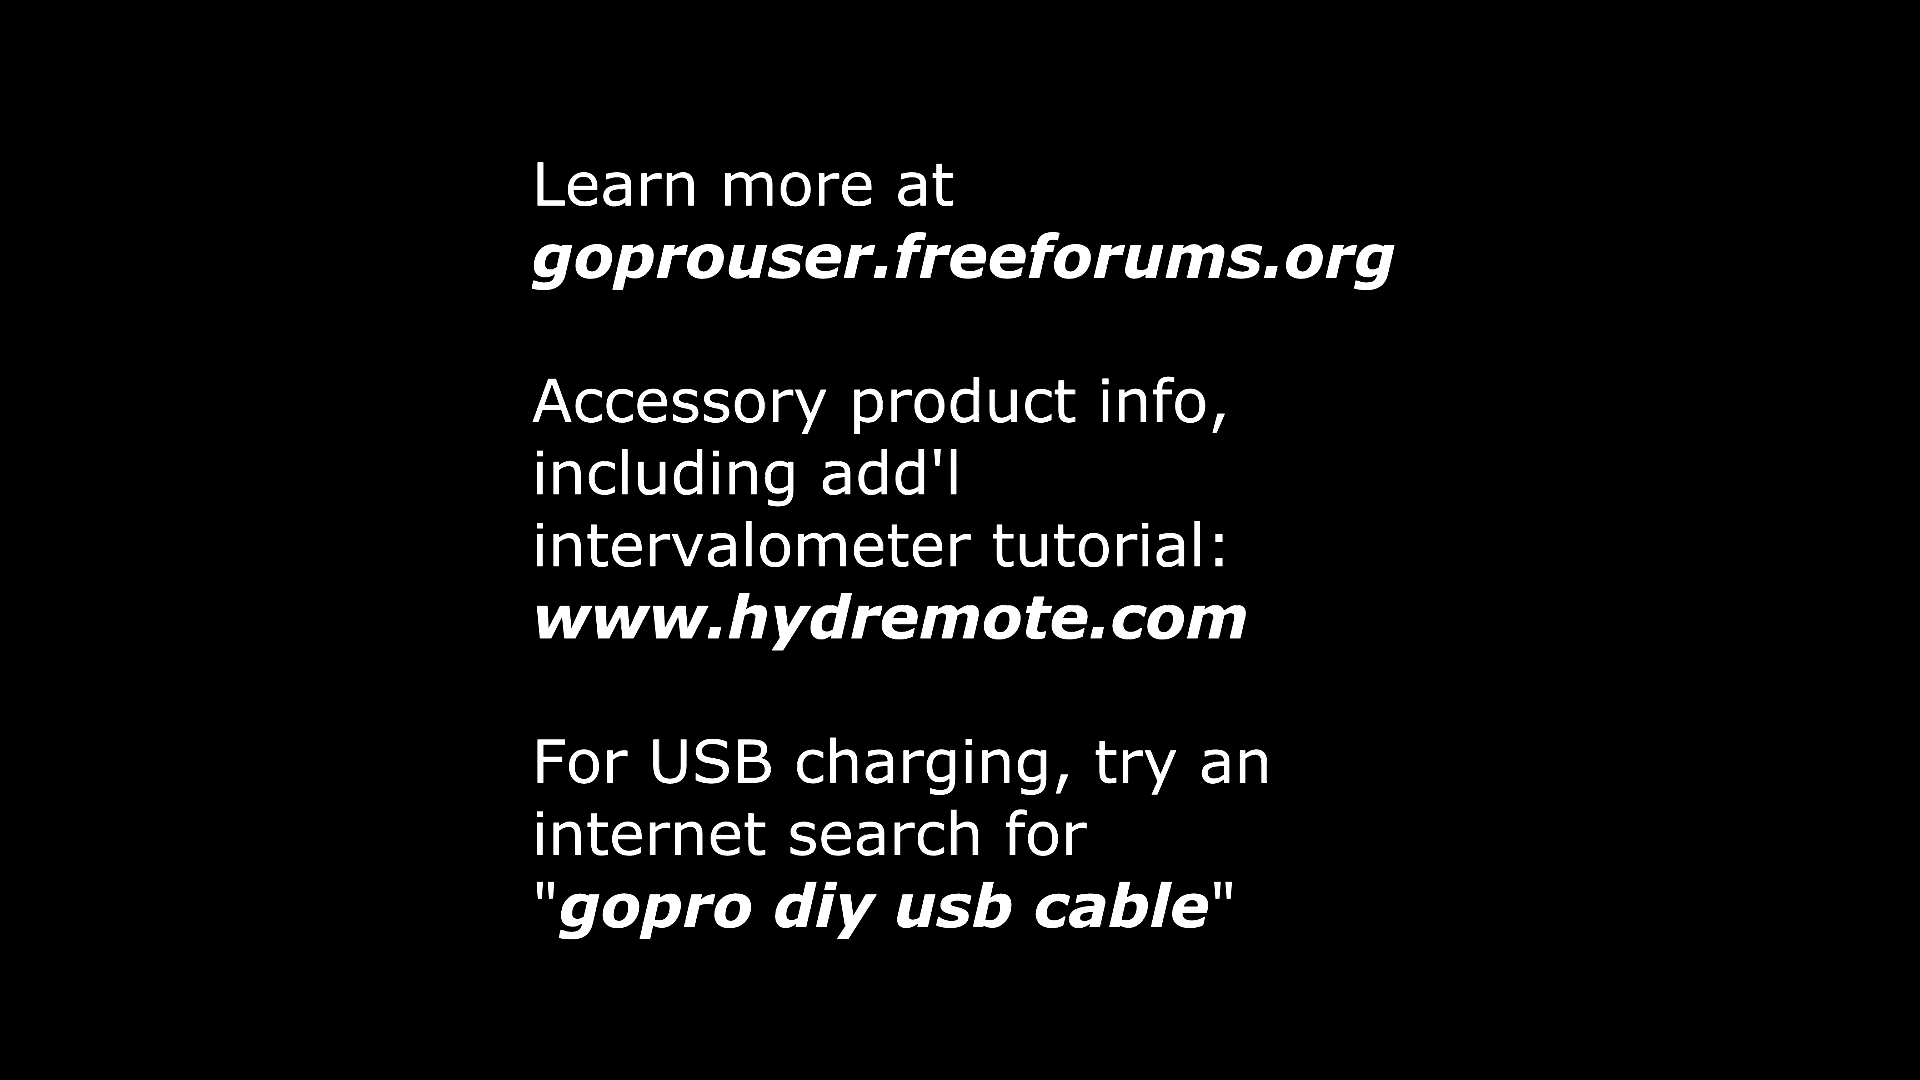 Learn more at
goprouser.freeforums.org
Accessory product info,
including add'l
intervalometer tutorial:
www.hydremote.com
For USB charging, try an
internet search for
"gopro diy usb cable"